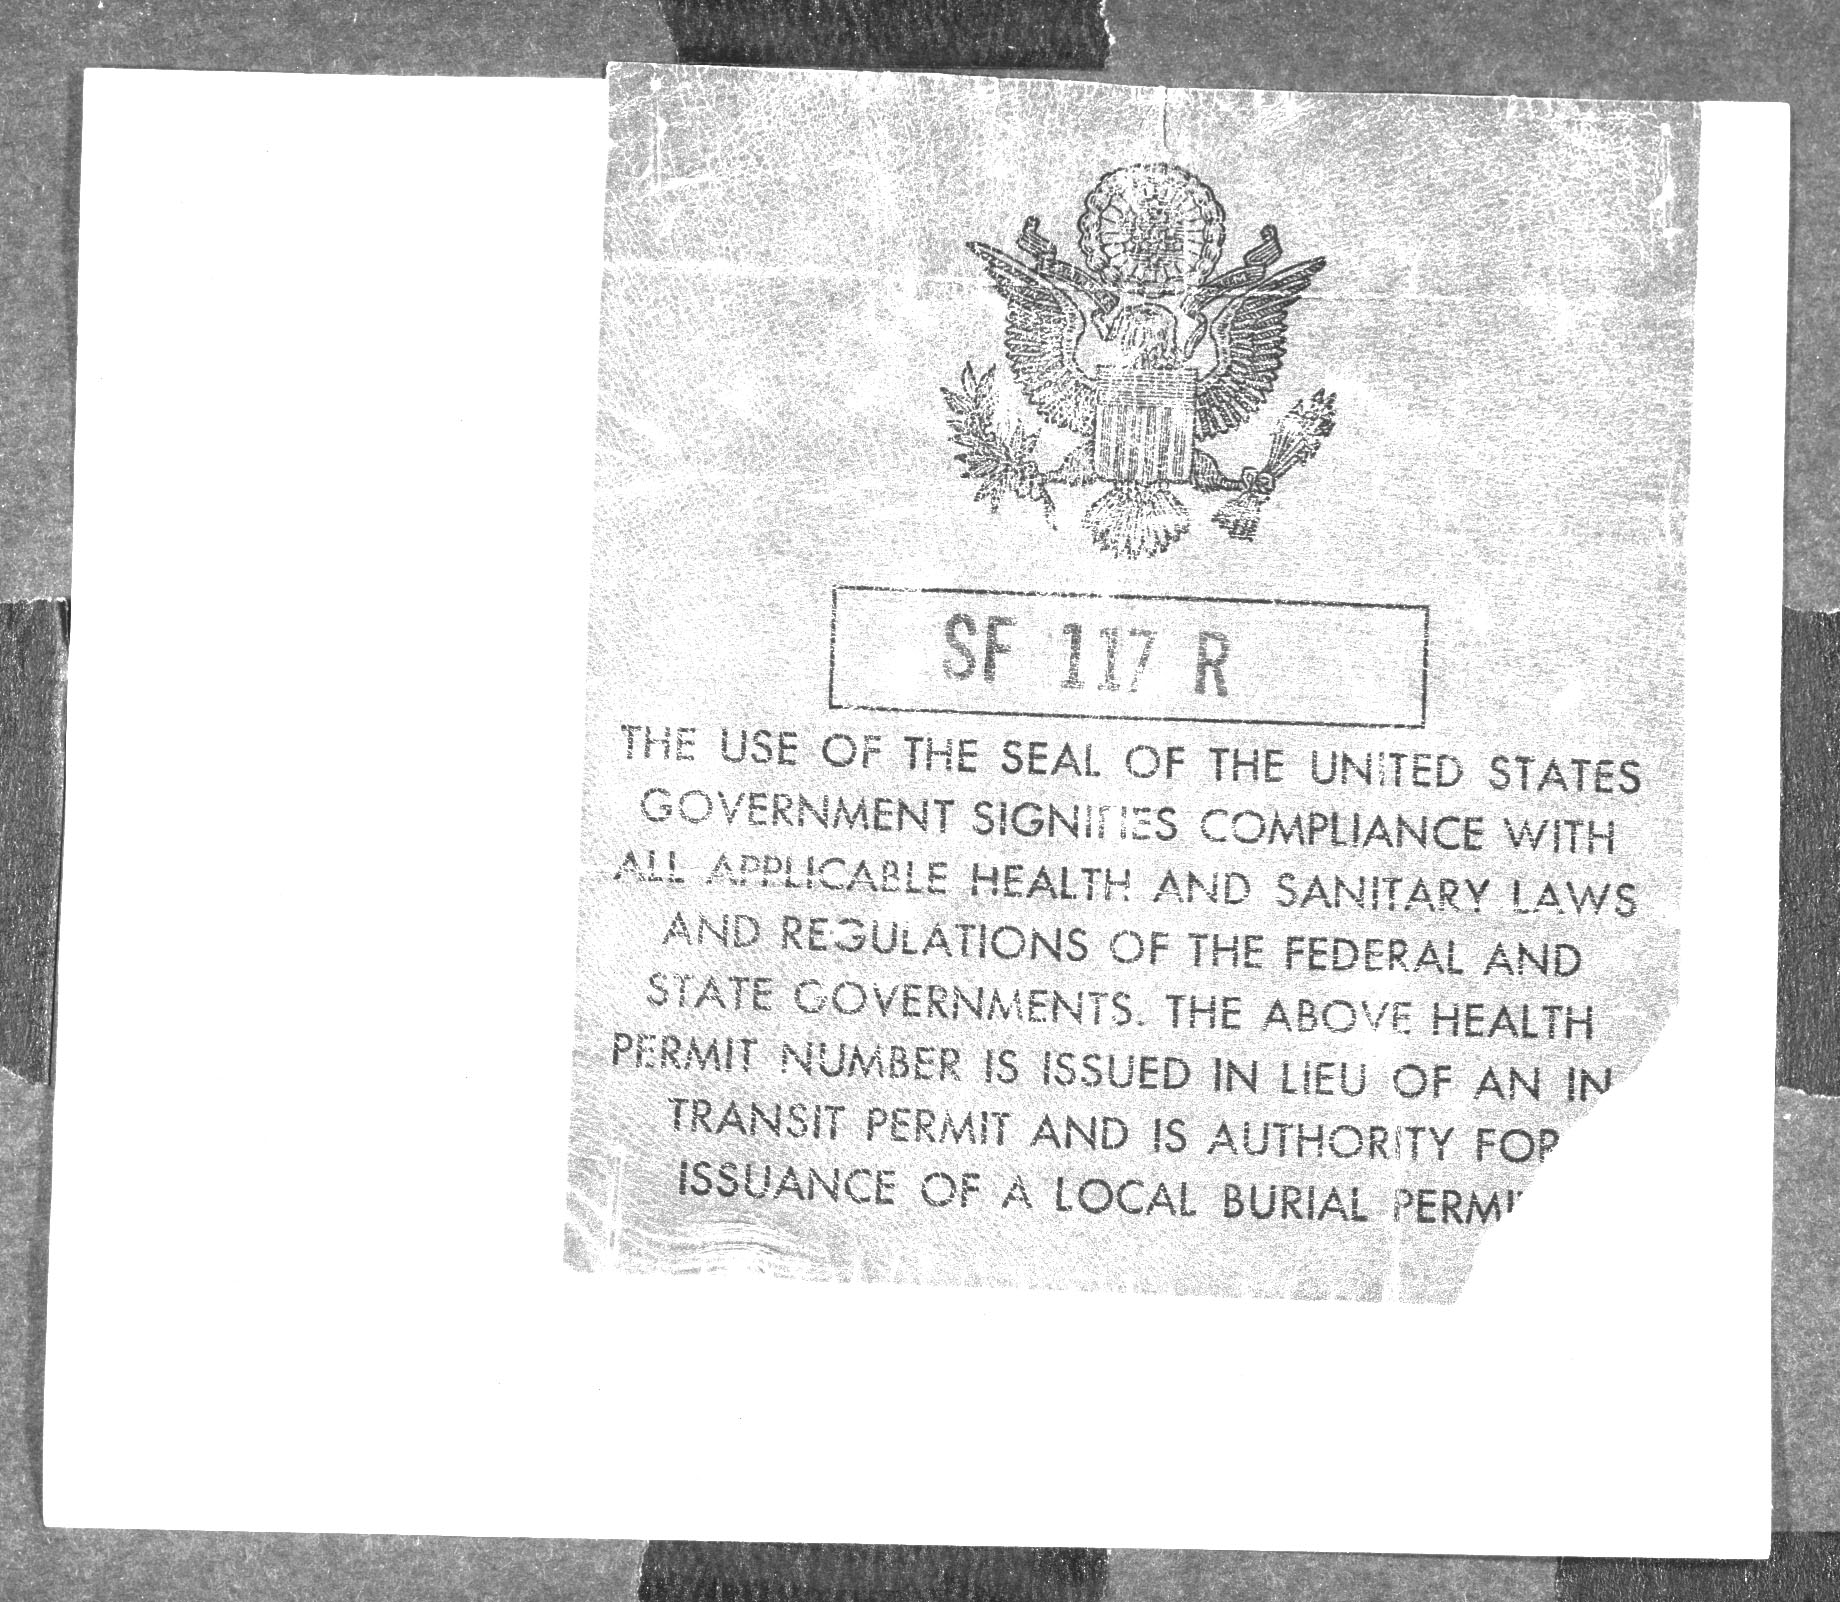 SF 117 R
THE USE OF THE SEAL OF THE UNITED STATES
GOVERNMENT SIGNIFIES COMPLIANCE WITH
ALL APPLICABLE HEALTH AND SANITARY LAWS
AND REGULATIONS OF THE FEDERAL AND
STATE GOVERNMENTS. THE ABOVE HEALTH
PERMIT NUMBER IS ISSUED IN LIEU OF AN IN
TRANSIT PERMIT AND IS AUTHORITY FOR
ISSUANCE OF A LOCAL BURIAL PERMI